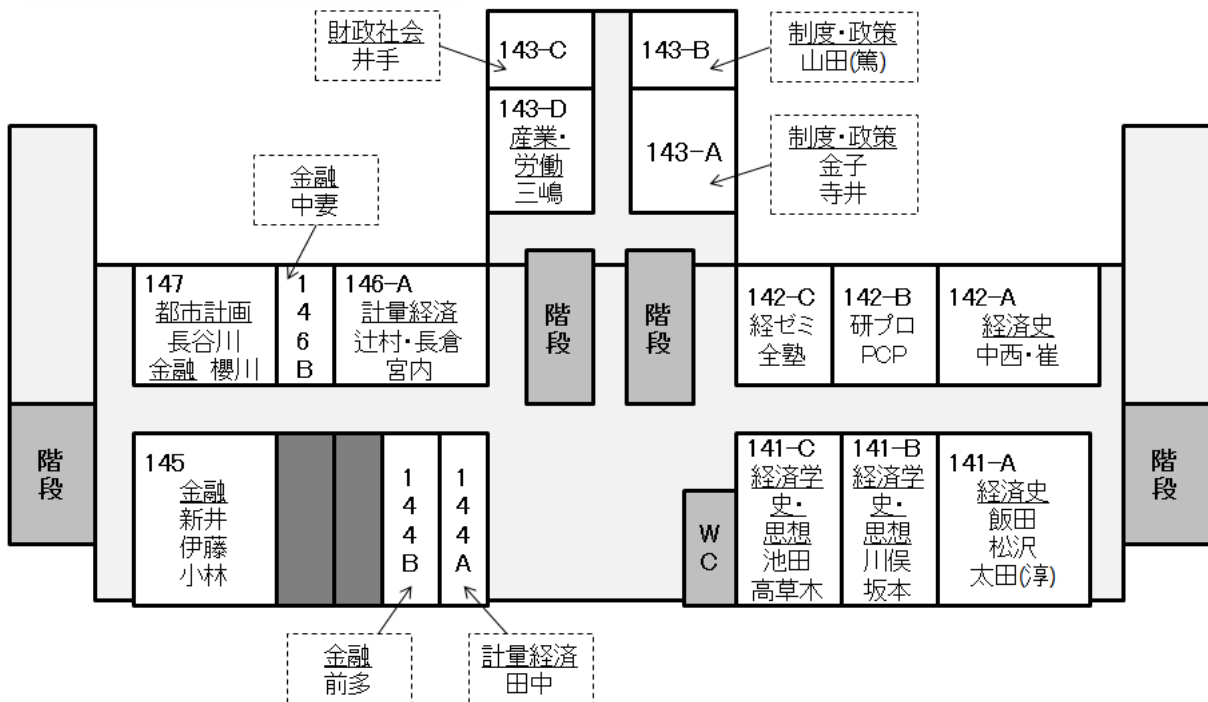 財政社会
井手
143-C
143-B
制度・政策
山田(篤)
143-D
産業・
労働
三嶋
143-A
制度・政策
金子
寺井
金融
中妻
147
都市計画
長谷川
金融 櫻川
1
4
6
B
146-A
計量経済
辻村・長倉
宮内
階
段
階
段
142-C
経ゼミ
全塾
142-B
研プロ
PCP
142-A
経済史
中西・崔
階
段
145
金融
新井
伊藤
小林
1
4
4
B
1
4
4
A
W
C
141-C
経済学
史・
思想
池田
高草木
141-B
経済学
史・
思想
川俣
坂本
141-A
経済史
飯田
松沢
太田(淳)
階
段
金融
前多
計量経済
田中